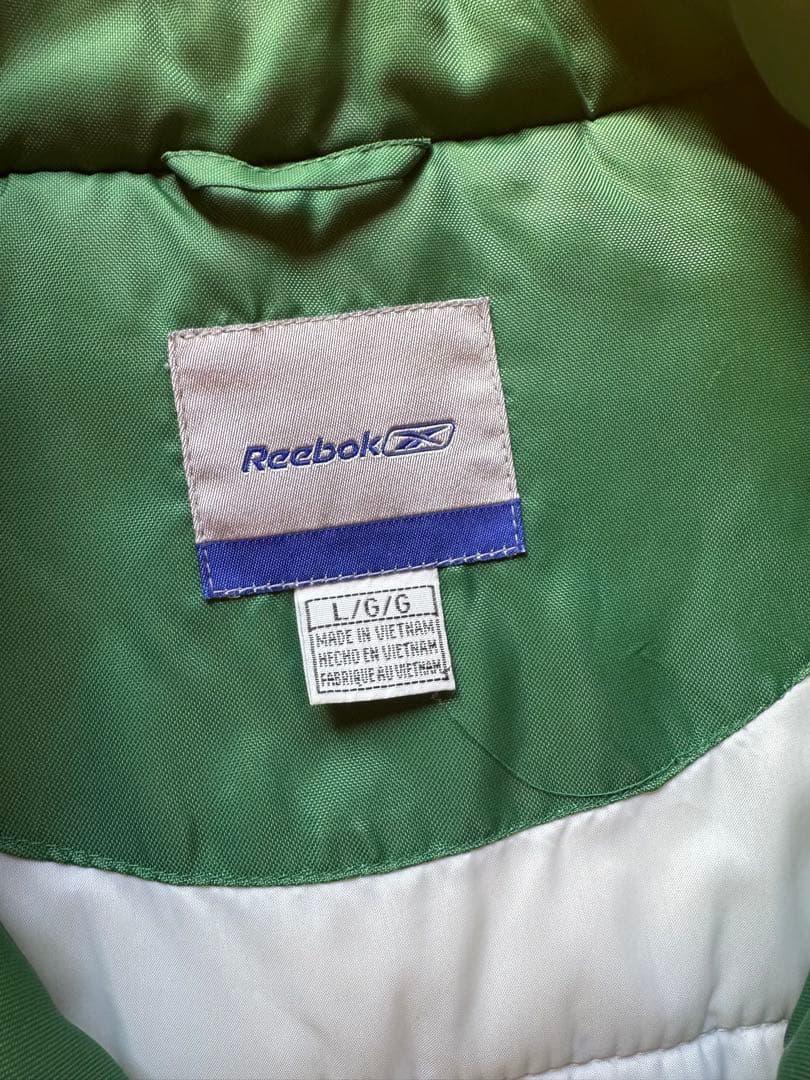 Reebok
L/G/G
MADE IN VIETNAM
HECHO EN VIETNAM
FABRIQUE AU VIETNAM